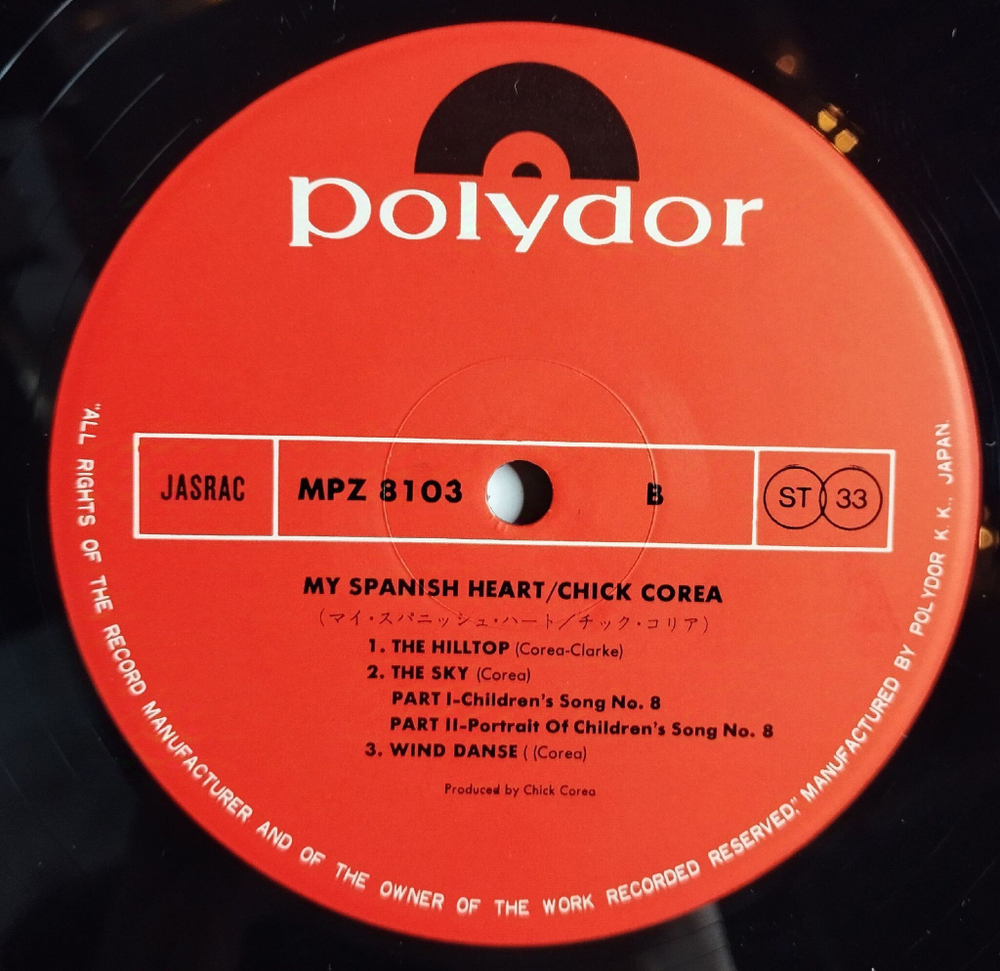 polydor
JASRAC
MPZ 8103
B
ST 33
MY SPANISH HEART/CHICK COREA
(マイ・スパニッシュ・ハート/チック・コリア)
1. THE HILLTOP (Corea-Clarke)
2. THE SKY (Corea)
PART I-Children's Song No. 8
PART II-Portrait Of Children's Song No. 8
3. WIND DANSE ( (Corea)
Produced by Chick Corea
"ALL RIGHTS OF THE RECORD MANUFACTURER AND OF THE OWNER OF THE WORK RECORDED RESERVED," MANUFACTURED BY POLYDOR K. K., JAPAN